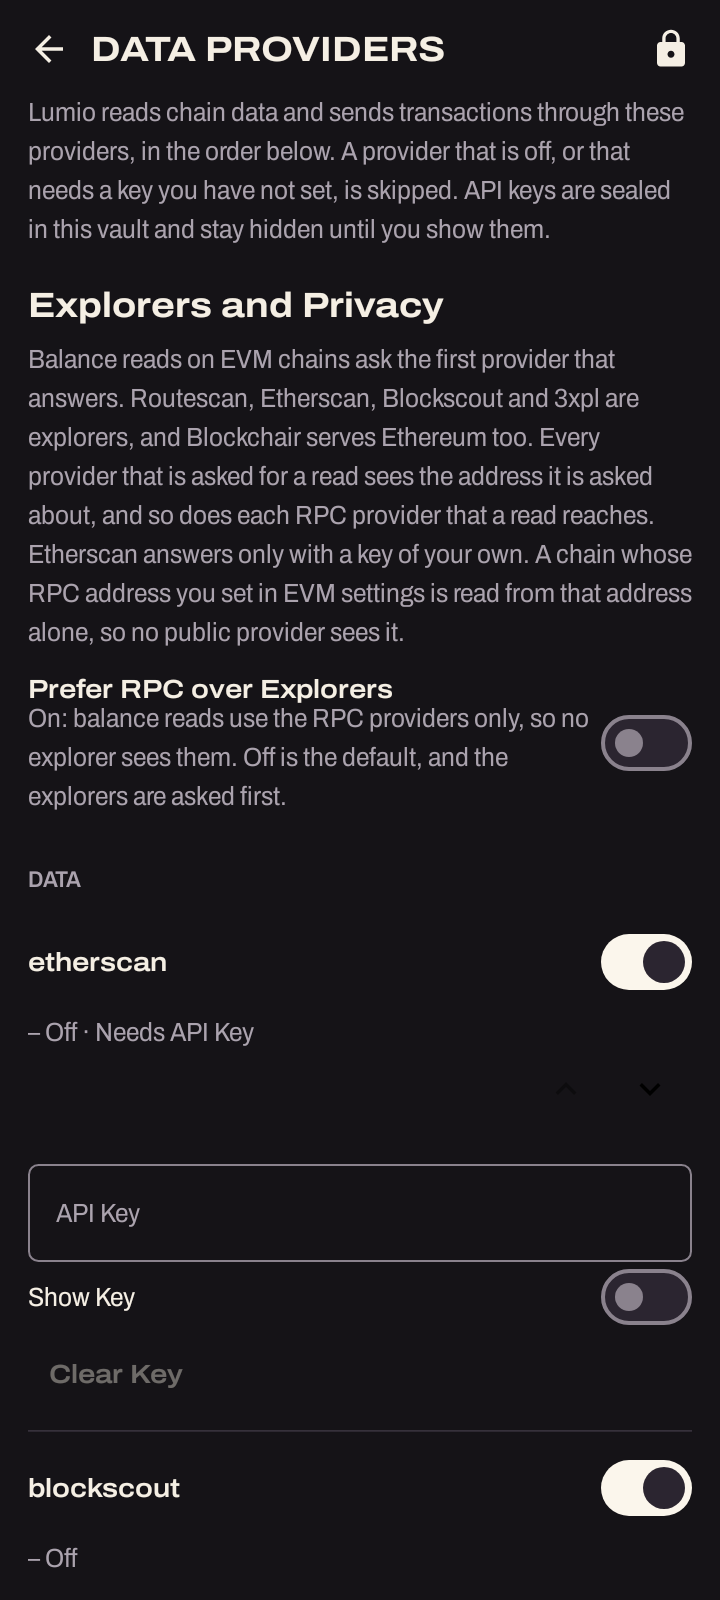 DATA PROVIDERS
Lumio reads chain data and sends transactions through these
providers, in the order below. A provider that is off, or that
needs a key you have not set, is skipped. API keys are sealed
in this vault and stay hidden until you show them.
Explorers and Privacy
Balance reads on EVM chains ask the first provider that
answers. Routescan, Etherscan, Blockscout and 3xpl are
explorers, and Blockchair serves Ethereum too. Every
provider that is asked for a read sees the address it is asked
about, and so does each RPC provider that a read reaches.
Etherscan answers only with a key of your own. A chain whose
RPC address you set in EVM settings is read from that address
alone, so no public provider sees it.
Prefer RPC over Explorers
On: balance reads use the RPC providers only, so no
explorer sees them. Off is the default, and the
explorers are asked first.
DATA
etherscan
– Off · Needs API Key
API Key
Show Key
Clear Key
blockscout
– Off